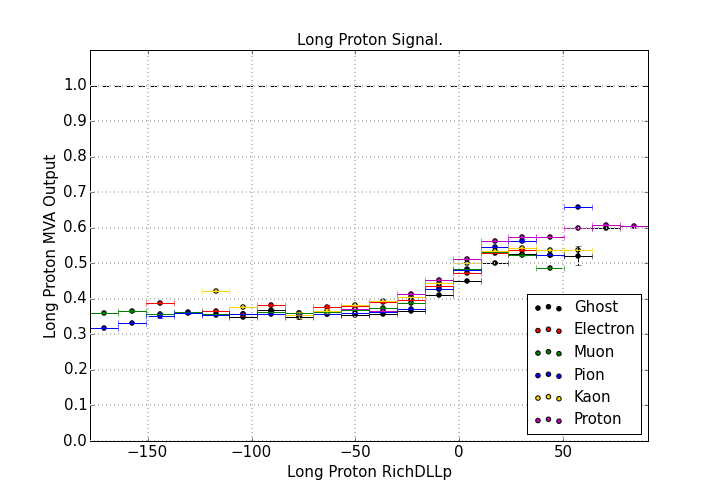 Long Proton Signal.
Long Proton MVA Output
1.0
0.9
0.8
0.7
0.6
0.5
0.4
0.3
0.2
0.1
0.0
−150
−100
−50
0
50
Long Proton RichDLLp
Ghost
Electron
Muon
Pion
Kaon
Proton